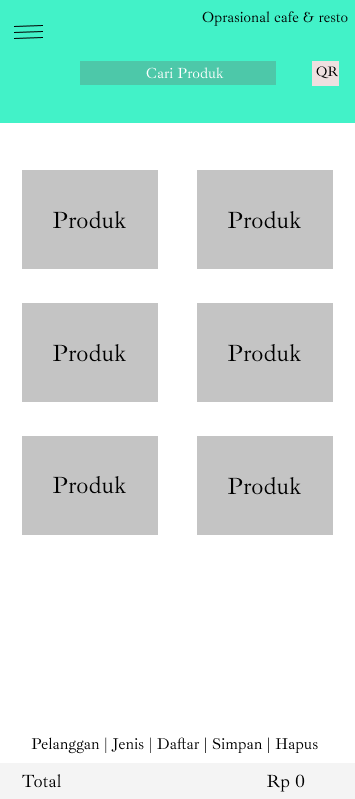 Oprasional cafe & resto
Cari Produk
QR
Produk Produk
Produk Produk
Produk Produk
Pelanggan | Jenis | Daftar | Simpan | Hapus
Total Rp 0